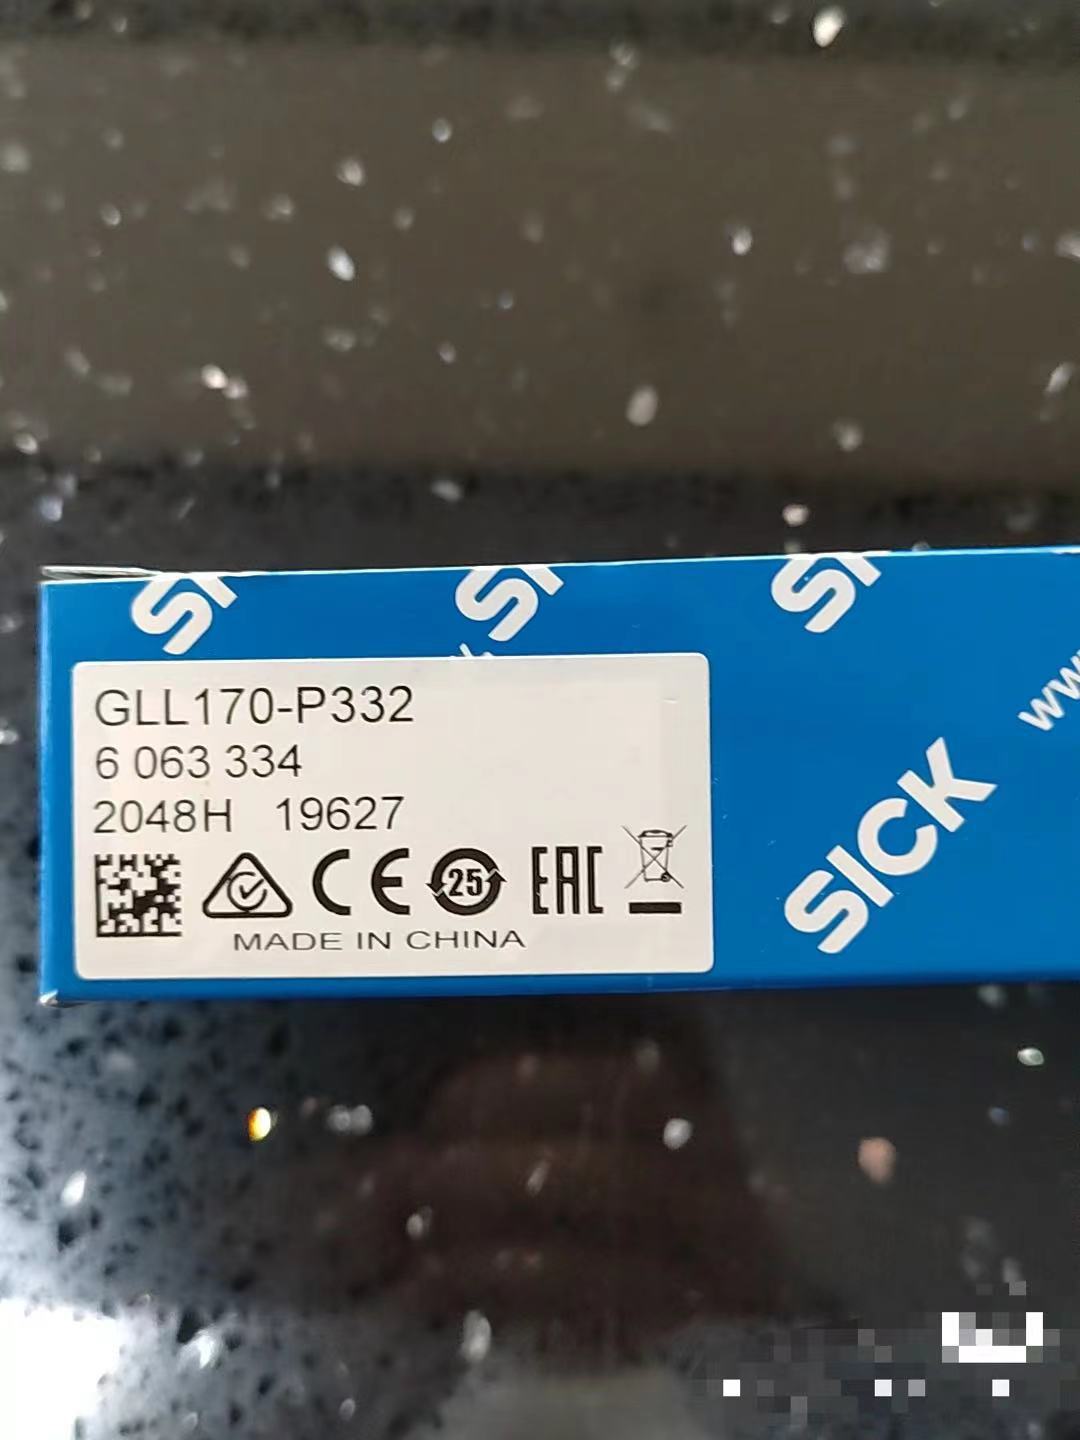 SICK
GLL170-P332
6 063 334
2048H 19627
CE 25 EAC
MADE IN CHINA